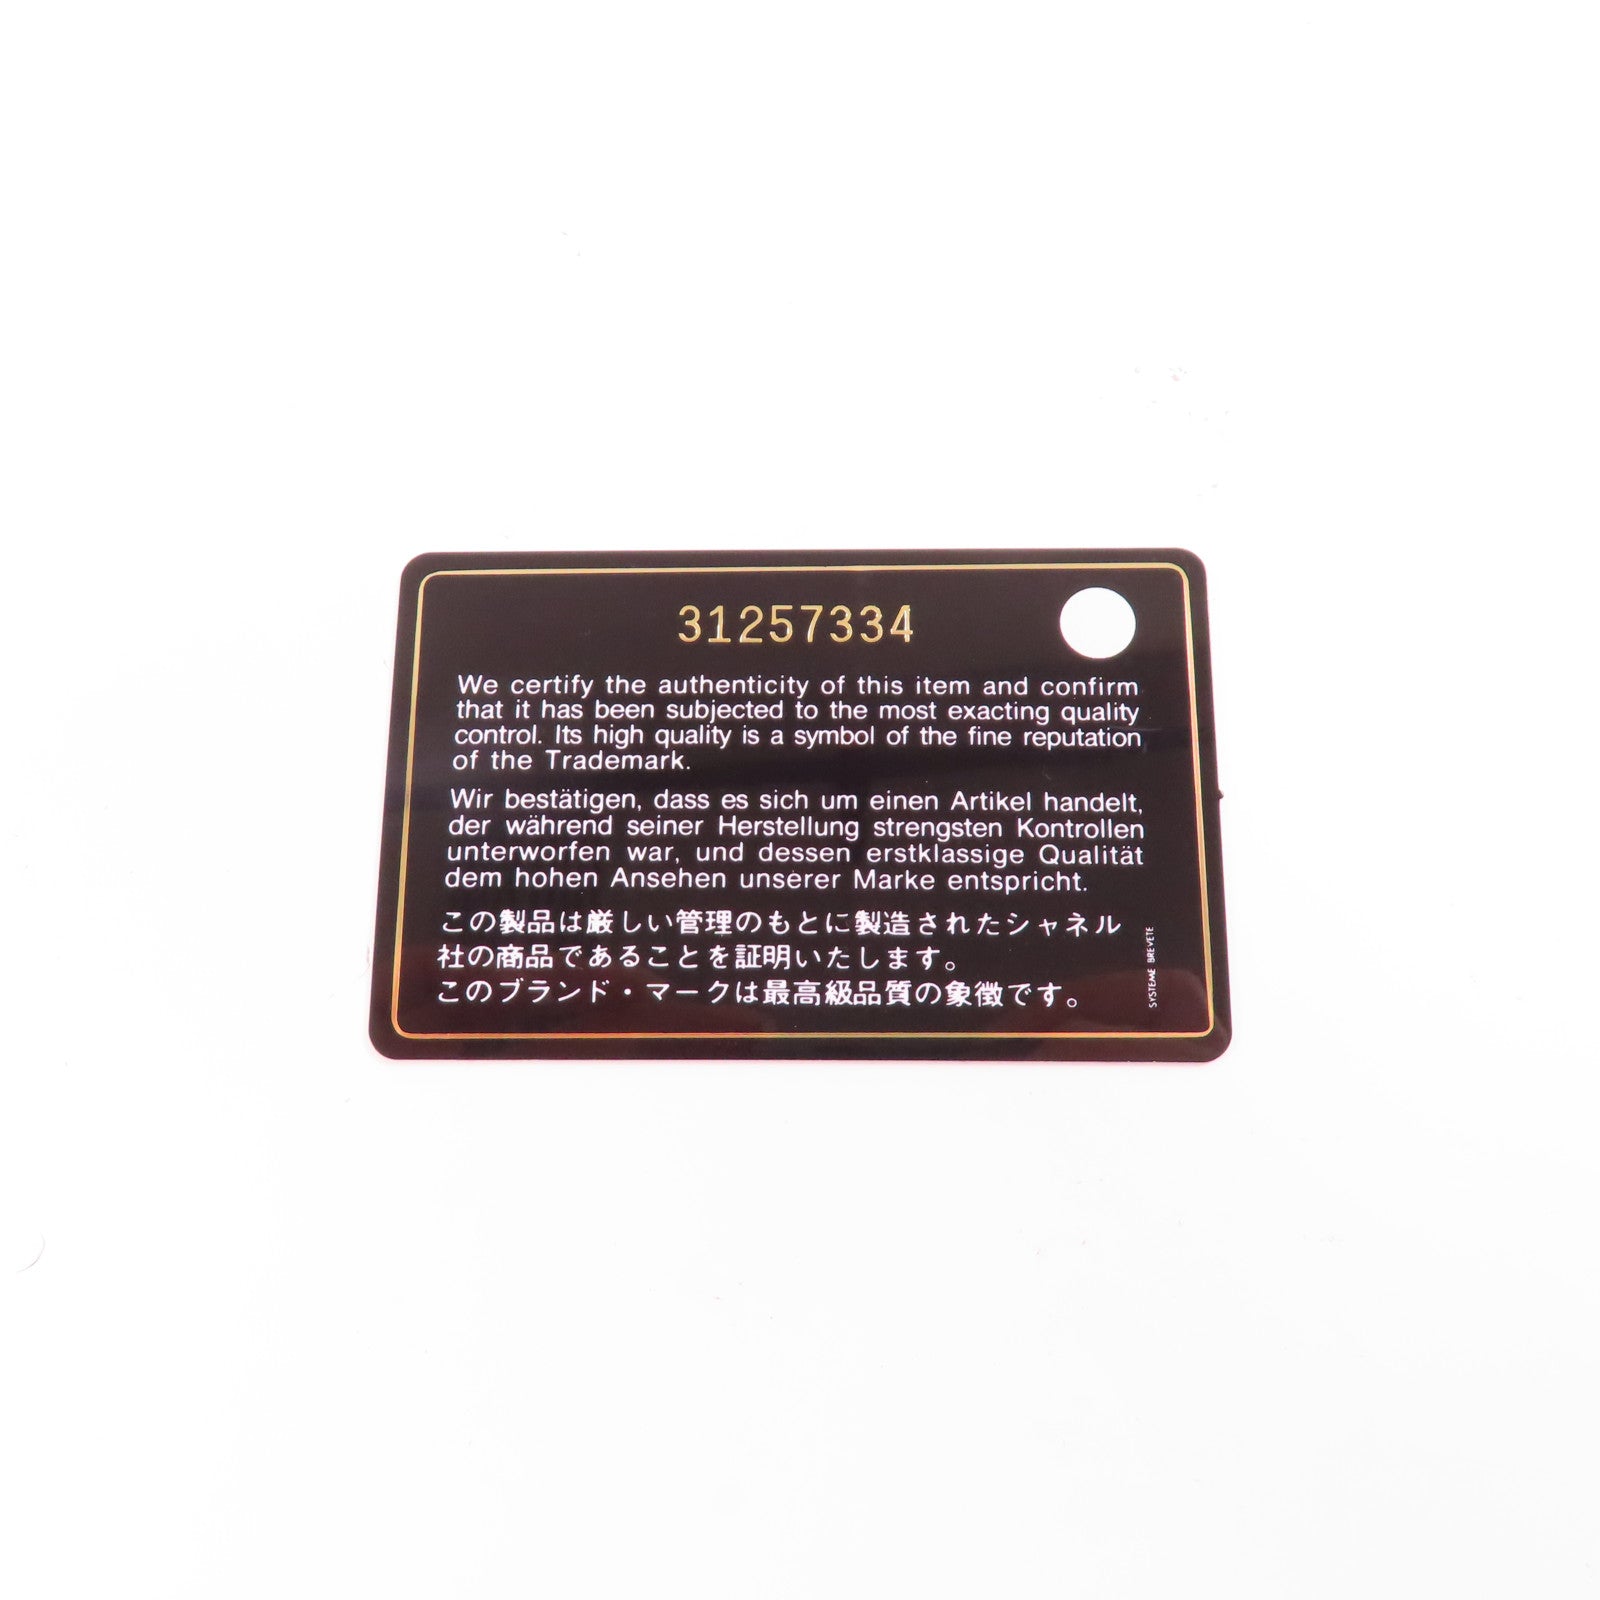 31257334
We certify the authenticity of this item and confirm
that it has been subjected to the most exacting quality
control. Its high quality is a symbol of the fine reputation
of the Trademark.
Wir bestätigen, dass es sich um einen Artikel handelt,
der während seiner Herstellung strengsten Kontrollen
unterworfen war, und dessen erstklassige Qualität
dem hohen Ansehen unserer Marke entspricht.
この製品は厳しい管理のもとに製造されたシャネル
社の商品であることを証明いたします。
このブランド・マークは最高級品質の象徴です。
SYSTEME BREVETE